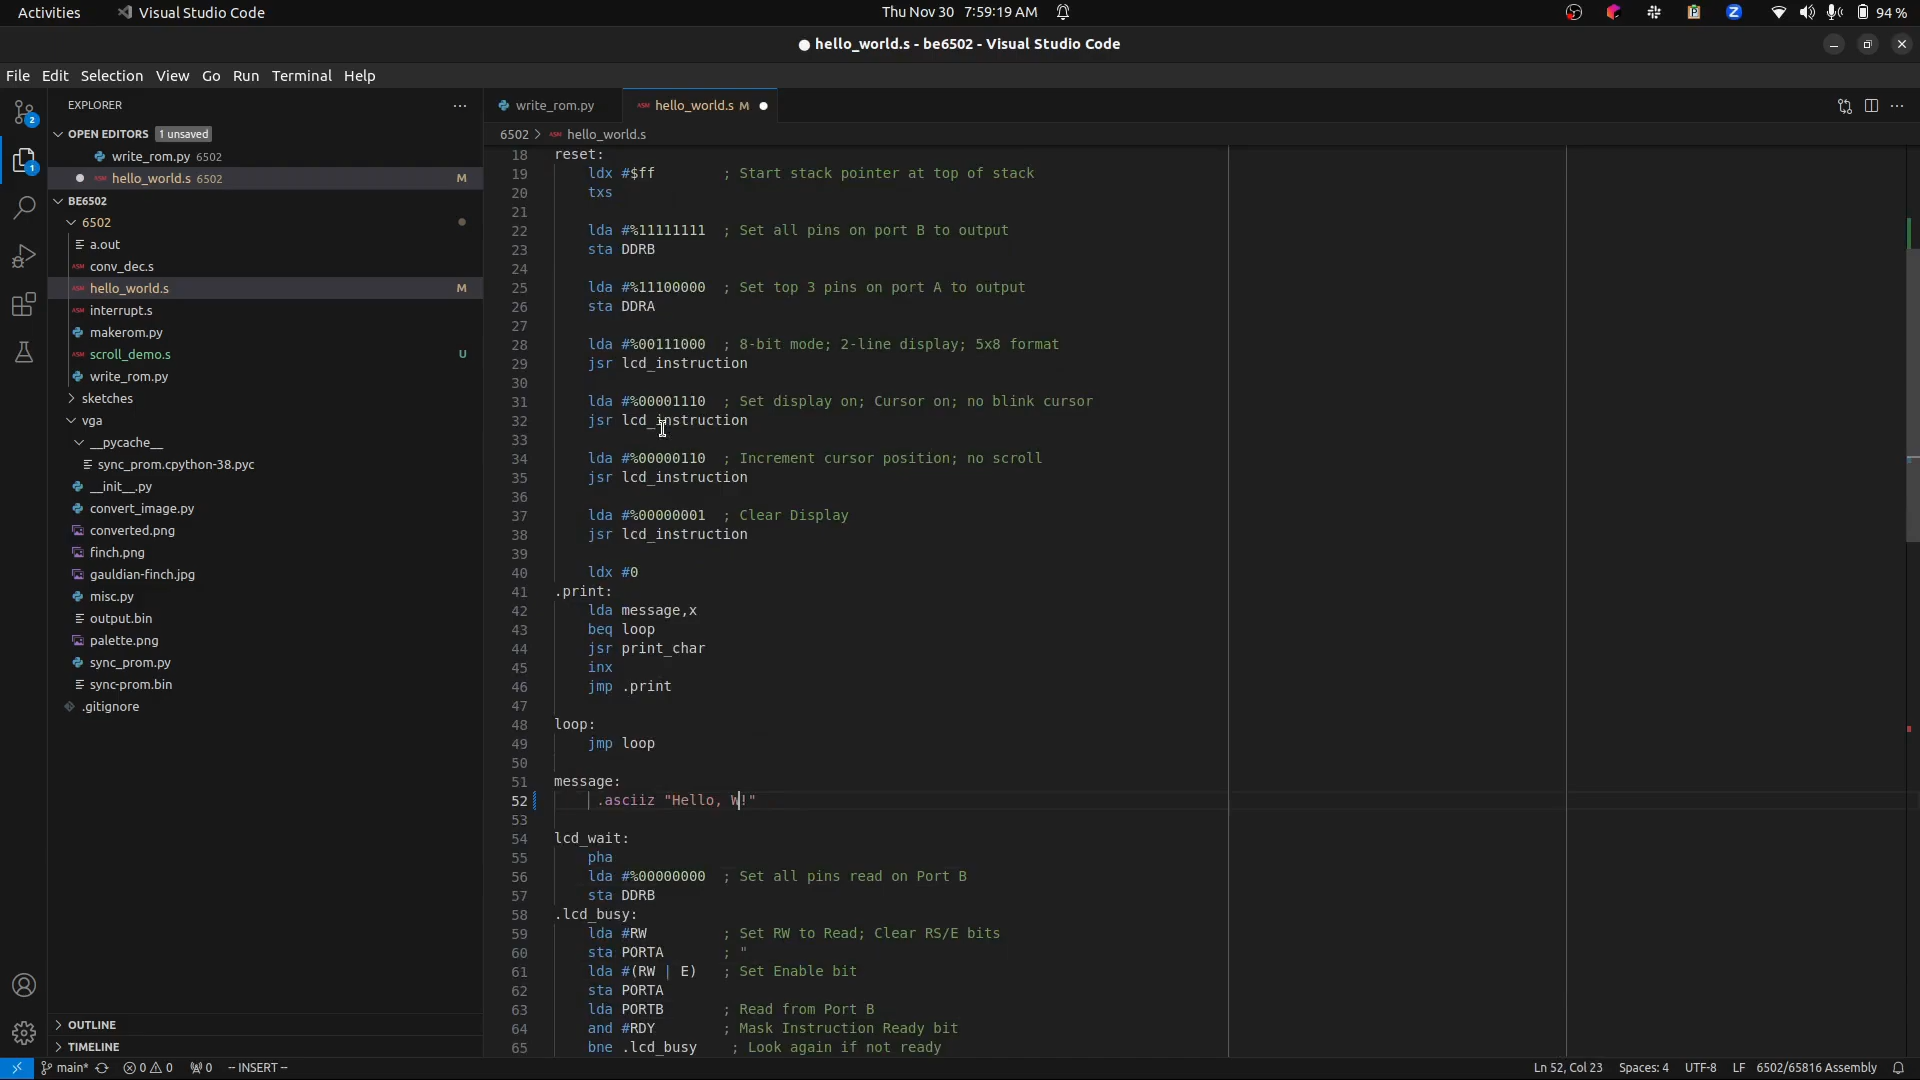 Activities
Visual Studio Code
Thu Nov 30 7:59:19 AM
94 %
hello_world.s - be6502 - Visual Studio Code
File Edit Selection View Go Run Terminal Help
EXPLORER
OPEN EDITORS 1 unsaved
write_rom.py 6502
hello_world.s 6502 M
BE6502
6502
a.out
conv_dec.s
hello_world.s M
interrupt.s
makerom.py
scroll_demo.s U
write_rom.py
sketches
vga
__pycache__
sync_prom.cpython-38.pyc
__init__.py
convert_image.py
converted.png
finch.png
gauldian-finch.jpg
misc.py
output.bin
palette.png
sync_prom.py
sync-prom.bin
.gitignore
OUTLINE
TIMELINE
2
1
write_rom.py
hello_world.s M
6502 > hello_world.s
18 reset:
19 ldx #$ff ; Start stack pointer at top of stack
20 txs
21
22 lda #%11111111 ; Set all pins on port B to output
23 sta DDRB
24
25 lda #%11100000 ; Set top 3 pins on port A to output
26 sta DDRA
27
28 lda #%00111000 ; 8-bit mode; 2-line display; 5x8 format
29 jsr lcd_instruction
30
31 lda #%00001110 ; Set display on; Cursor on; no blink cursor
32 jsr lcd_instruction
33
34 lda #%00000110 ; Increment cursor position; no scroll
35 jsr lcd_instruction
36
37 lda #%00000001 ; Clear Display
38 jsr lcd_instruction
39
40 ldx #0
41 .print:
42 lda message,x
43 beq loop
44 jsr print_char
45 inx
46 jmp .print
47
48 loop:
49 jmp loop
50
51 message:
52 .asciiz "Hello, W!"
53
54 lcd_wait:
55 pha
56 lda #%00000000 ; Set all pins read on Port B
57 sta DDRB
58 .lcd_busy:
59 lda #RW ; Set RW to Read; Clear RS/E bits
60 sta PORTA ; "
61 lda #(RW | E) ; Set Enable bit
62 sta PORTA
63 lda PORTB ; Read from Port B
64 and #RDY ; Mask Instruction Ready bit
65 bne .lcd_busy ; Look again if not ready
main* 0 0 0 -- INSERT --
Ln 52, Col 23 Spaces: 4 UTF-8 LF 6502/65816 Assembly